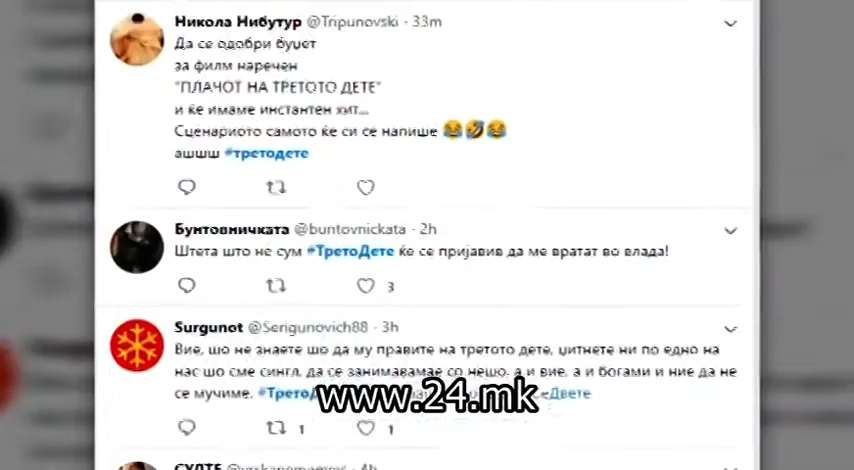 Никола Нибутур @Tripunovski · 33m
Да се одобри буџет
за филм наречен
"ПЛАЧОТ НА ТРЕТОТО ДЕТЕ"
и ќе имаме инстантен хит...
Сценариото самото ќе си се напише 😂🤣😂
ашшш #третодете
Бунтовничката @buntovnickata · 2h
Штета што не сум #ТретоДете ќе се пријавив да ме вратат во влада!
3
Surgunot @Serigunovich88 · 3h
Вие, шо не знаете шо да му правите на третото дете, џитнете ни по едно на
нас шо сме сингл, да се занимавамае со нешо, а и вие, а и богами и ние да не
се мучиме. #Трето
Двете
www.24.mk
1 1
4h